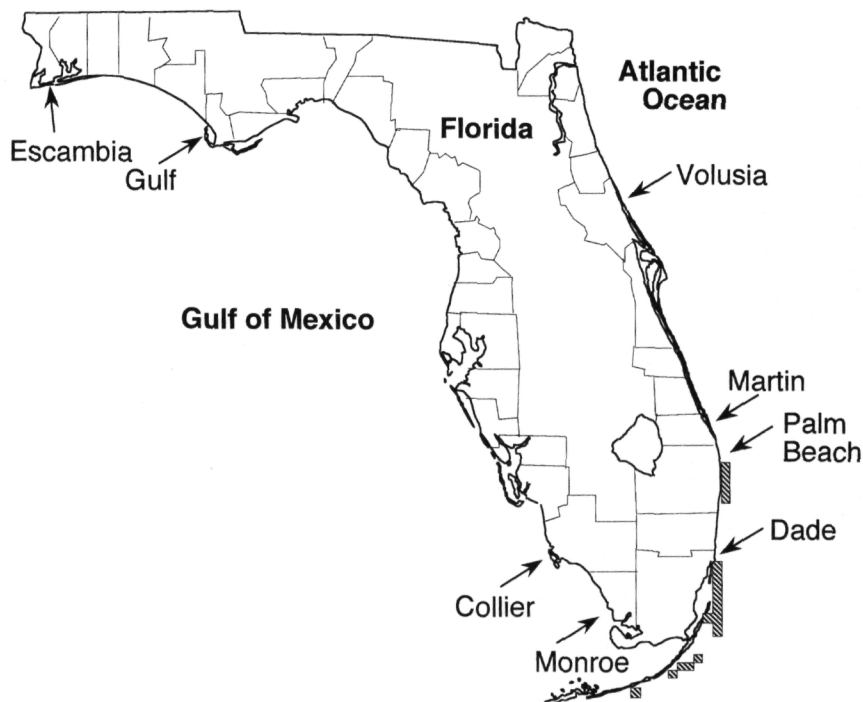 Atlantic
Ocean
Florida
Escambia
Gulf
Volusia
Gulf of Mexico
Martin
Palm
Beach
Dade
Collier
Monroe